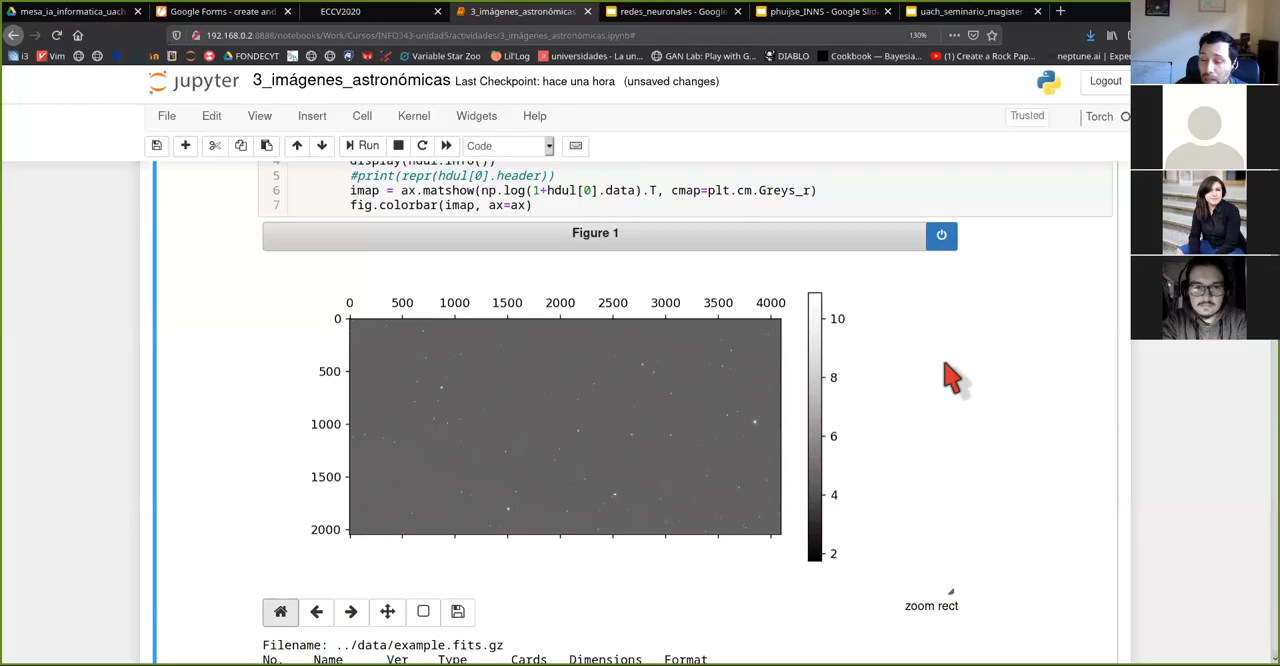 mesa_ia_informatica_uach
Google Forms - create and
ECCV2020
3_imágenes_astronómicas
redes_neuronales - Google
phuijse_INNS - Google Slid
uach_seminario_magister
192.168.0.2:8888/notebooks/Work/Cursos/INFO343-unidad5/actividades/3_imágenes_astronómicas.ipynb#
130%
i3
Vim
FONDECYT
Variable Star Zoo
Lil'Log
universidades - La un...
GAN Lab: Play with G...
DIABLO
Cookbook — Bayesia...
(1) Create a Rock Pap...
neptune.ai | Exper
jupyter 3_imágenes_astronómicas Last Checkpoint: hace una hora (unsaved changes)
Logout
File Edit View Insert Cell Kernel Widgets Help
Trusted
Torch
Run
Code
4 display(hdul.info())
5 #print(repr(hdul[0].header))
6 imap = ax.matshow(np.log(1+hdul[0].data).T, cmap=plt.cm.Greys_r)
7 fig.colorbar(imap, ax=ax)
Figure 1
0 500 1000 1500 2000 2500 3000 3500 4000
0
500
1000
1500
2000
10
8
6
4
2
zoom rect
Filename: ../data/example.fits.gz
No. Name Ver Type Cards Dimensions Format